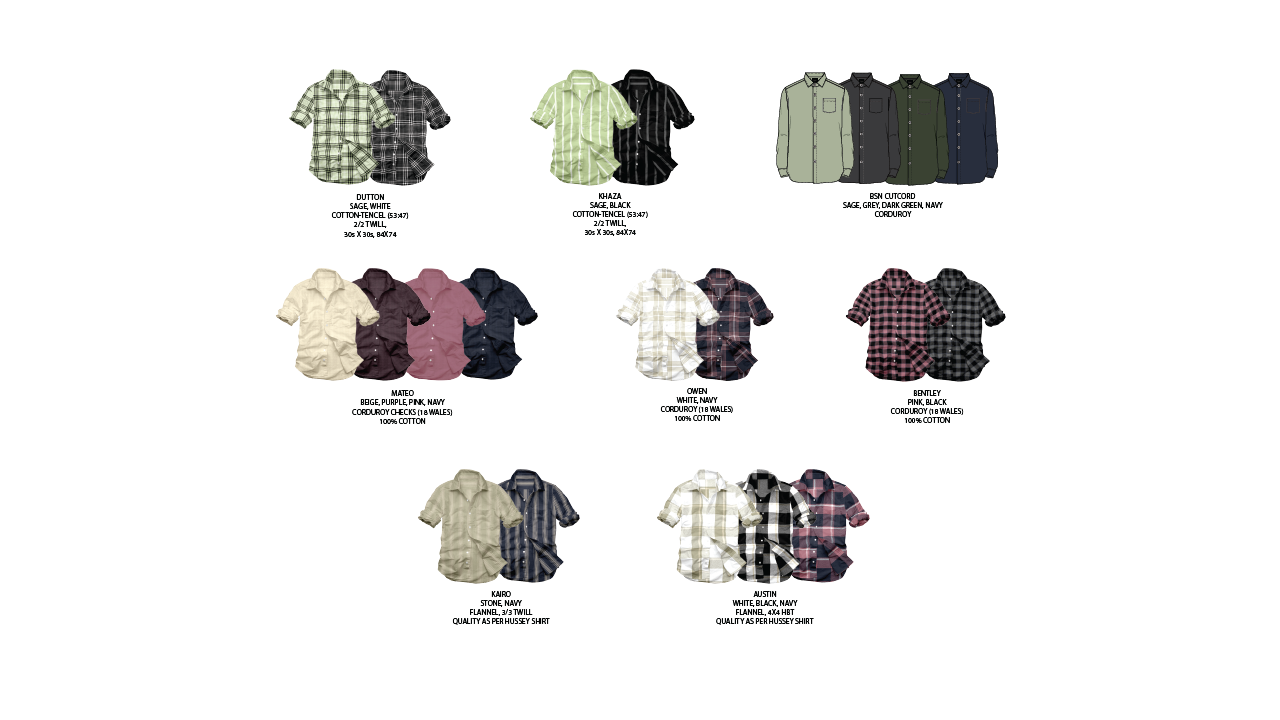 DUTTON
SAGE, WHITE
COTTON-TENCEL (53:47)
2/2 TWILL,
30s X 30s, 84X74
KHAZA
SAGE, BLACK
COTTON-TENCEL (53:47)
2/2 TWILL,
30s X 30s, 84X74
BSN CUTCORD
SAGE, GREY, DARK GREEN, NAVY
CORDUROY
MATEO
BEIGE, PURPLE, PINK, NAVY
CORDUROY CHECKS (18 WALES)
100% COTTON
OWEN
WHITE, NAVY
CORDUROY (18 WALES)
100% COTTON
BENTLEY
PINK, BLACK
CORDUROY (18 WALES)
100% COTTON
KAIRO
STONE, NAVY
FLANNEL, 3/3 TWILL
QUALITY AS PER HUSSEY SHIRT
AUSTIN
WHITE, BLACK, NAVY
FLANNEL, 4X4 HBT
QUALITY AS PER HUSSEY SHIRT